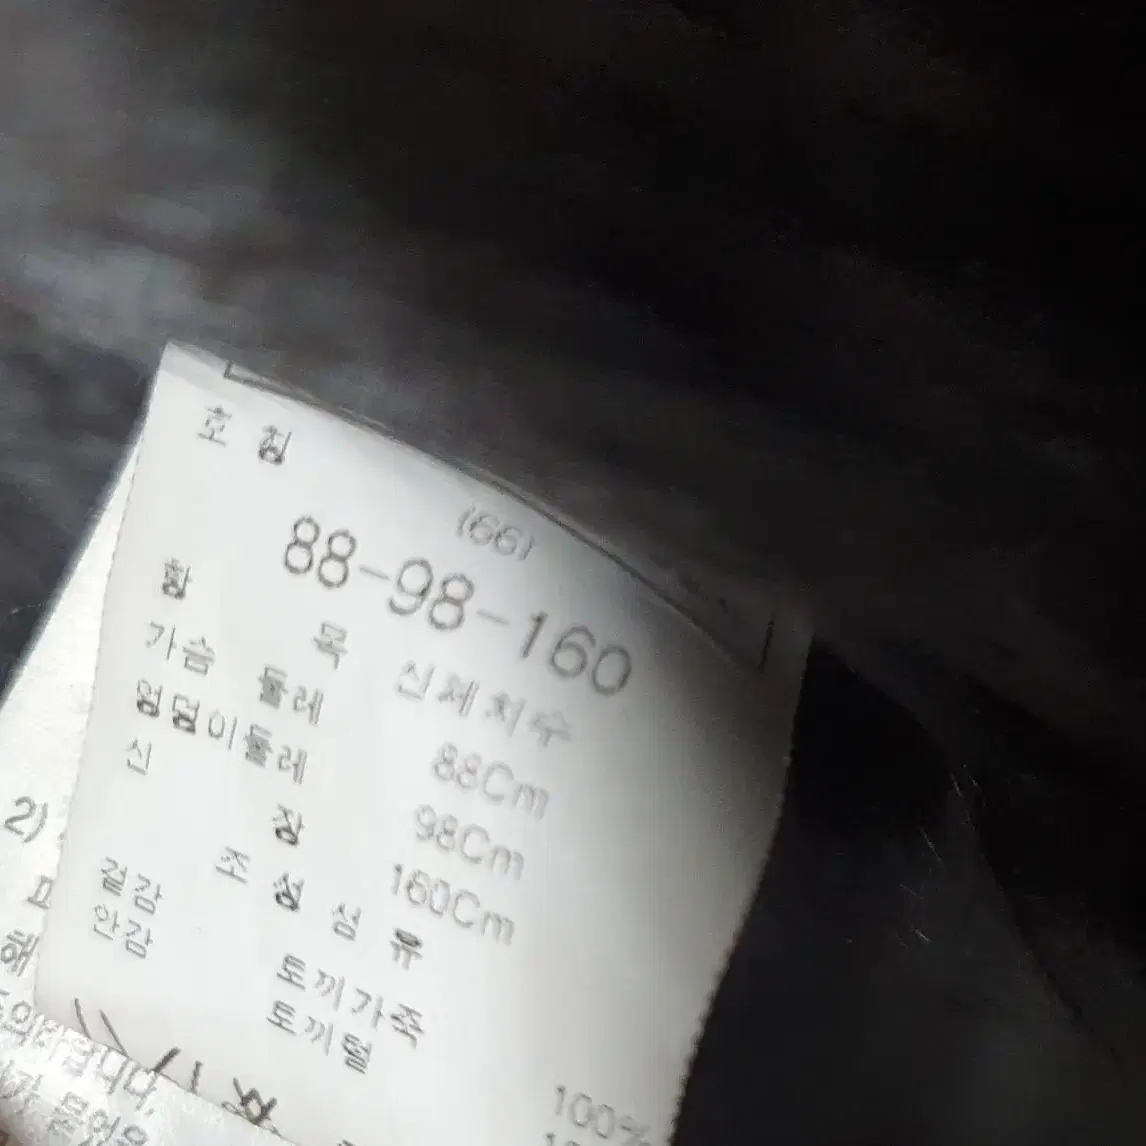 호 칭
(66)
88-98-160
항 목 신체치수
가슴 둘레 88Cm
엉덩이둘레 98Cm
신 장 160Cm
조 성 섬 유
겉감 토끼가죽 100%
안감 토끼털
2)
해